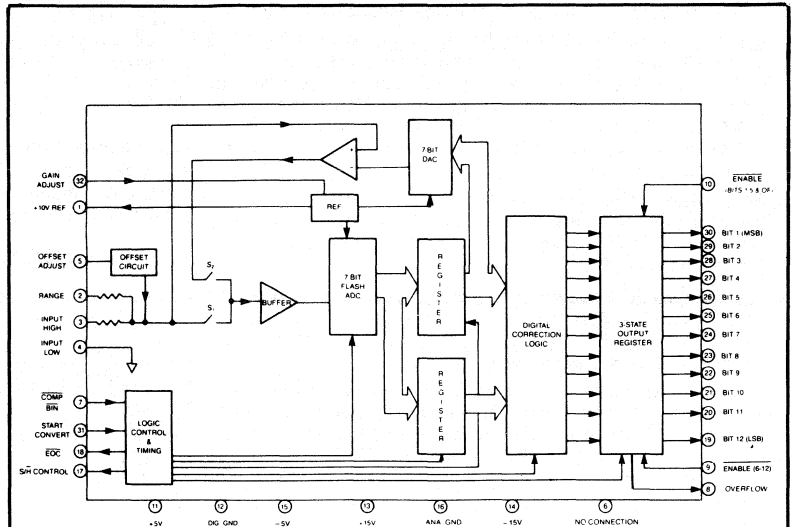 GAIN
ADJUST
32
+10V REF
1
OFFSET
ADJUST
5
OFFSET
CIRCUIT
RANGE
2
INPUT
HIGH
3
INPUT
LOW
4
COMP
BIN
7
START
CONVERT
31
EOC
18
S/H CONTROL
17
LOGIC
CONTROL
&
TIMING
S2
S1
BUFFER
+
-
REF
7 BIT
DAC
7 BIT
FLASH
ADC
REGISTER
REGISTER
DIGITAL
CORRECTION
LOGIC
3-STATE
OUTPUT
REGISTER
10
ENABLE
30 BIT 1 (MSB)
29 BIT 2
28 BIT 3
27 BIT 4
26 BIT 5
25 BIT 6
24 BIT 7
23 BIT 8
22 BIT 9
21 BIT 10
20 BIT 11
19 BIT 12 (LSB)
9 ENABLE (6-12)
8 OVERFLOW
11 12 15 13 16 14 6
+5V DIG GND -5V +15V ANA GND -15V NO CONNECTION